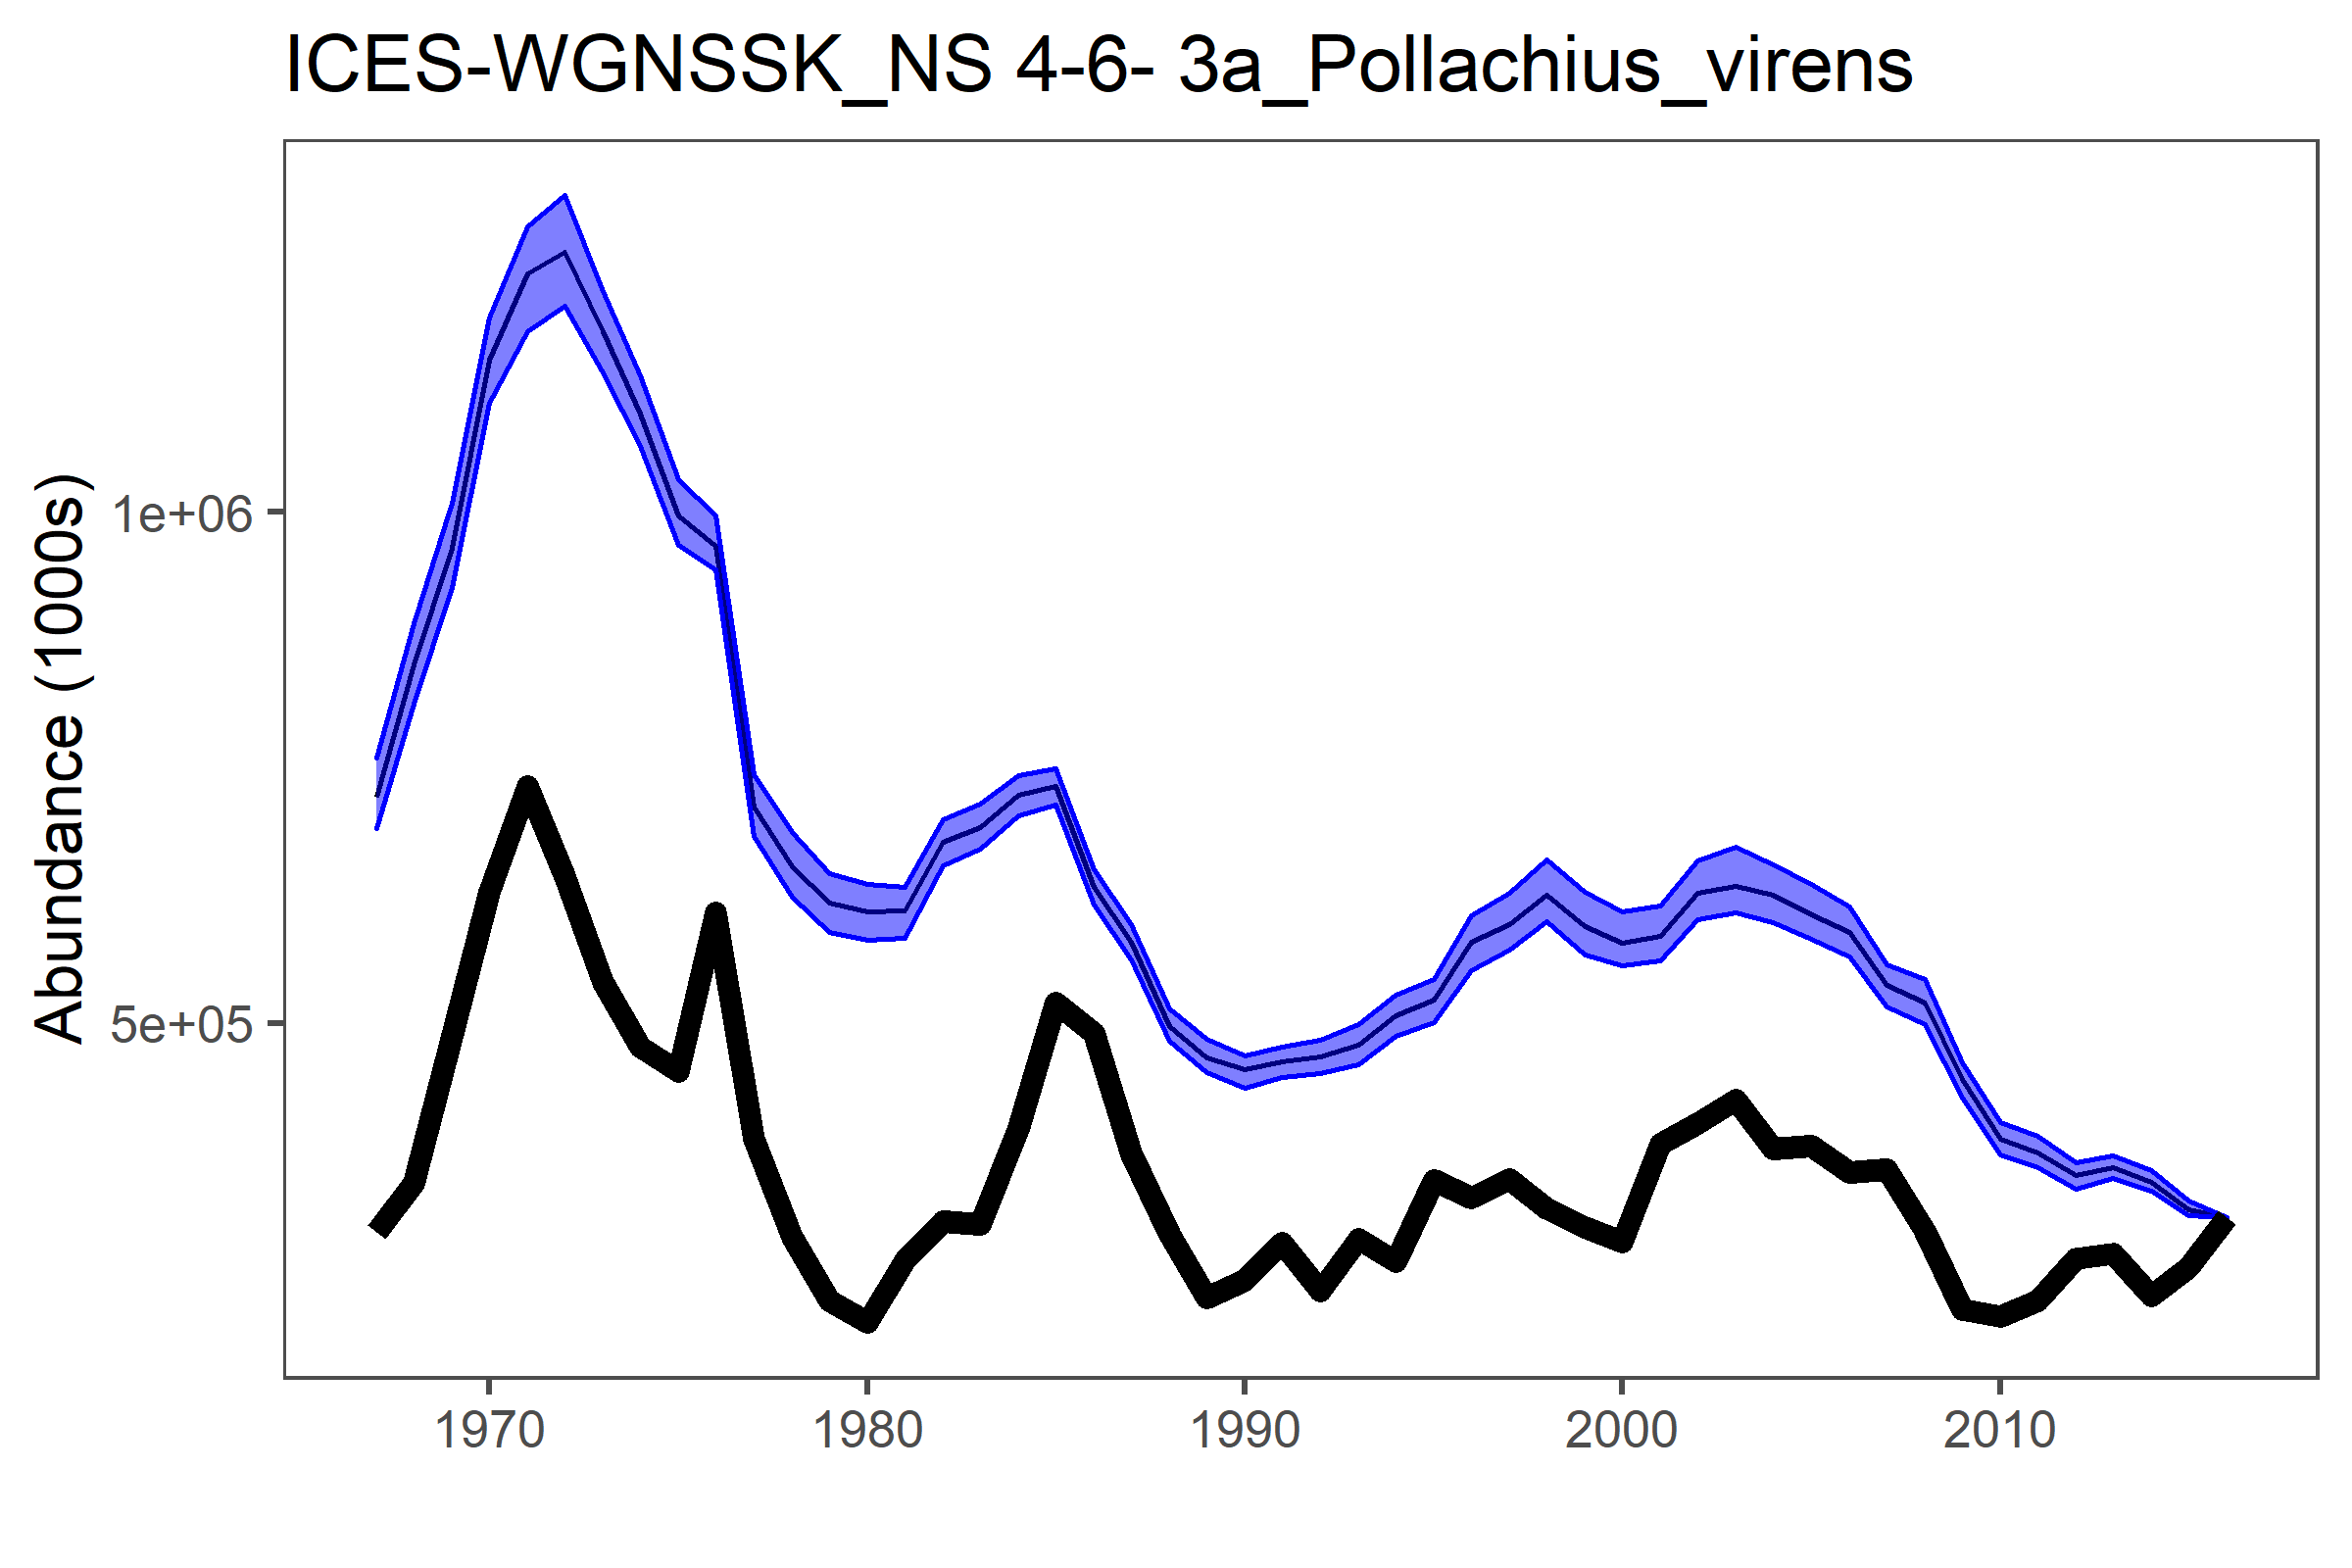 ICES-WGNSSK_NS 4-6- 3a_Pollachius_virens
Abundance (1000s)
1e+06
5e+05
1970 1980 1990 2000 2010